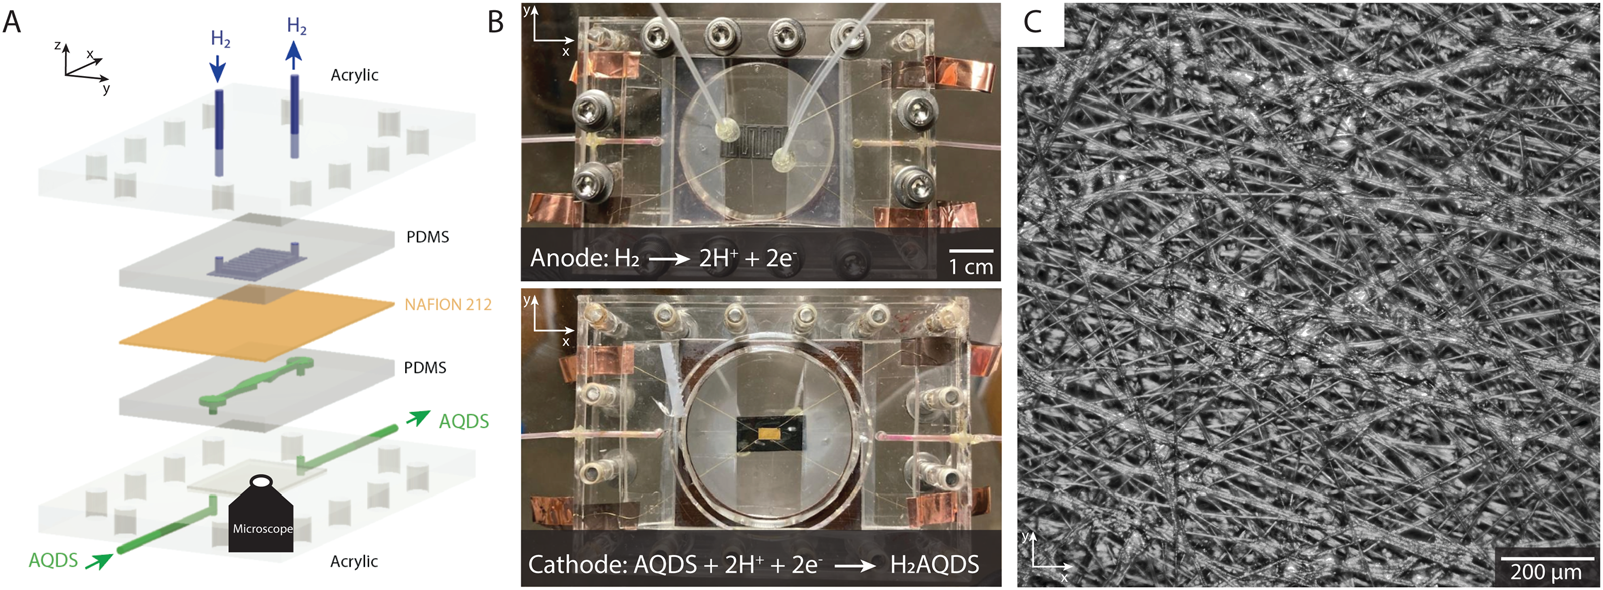 A
z
x
y
H₂
H₂
Acrylic
PDMS
NAFION 212
PDMS
AQDS
Microscope
AQDS
Acrylic
B
y
x
Anode: H₂ ⟶ 2H⁺ + 2e⁻
1 cm
y
x
Cathode: AQDS + 2H⁺ + 2e⁻ ⟶ H₂AQDS
C
y
x
200 µm